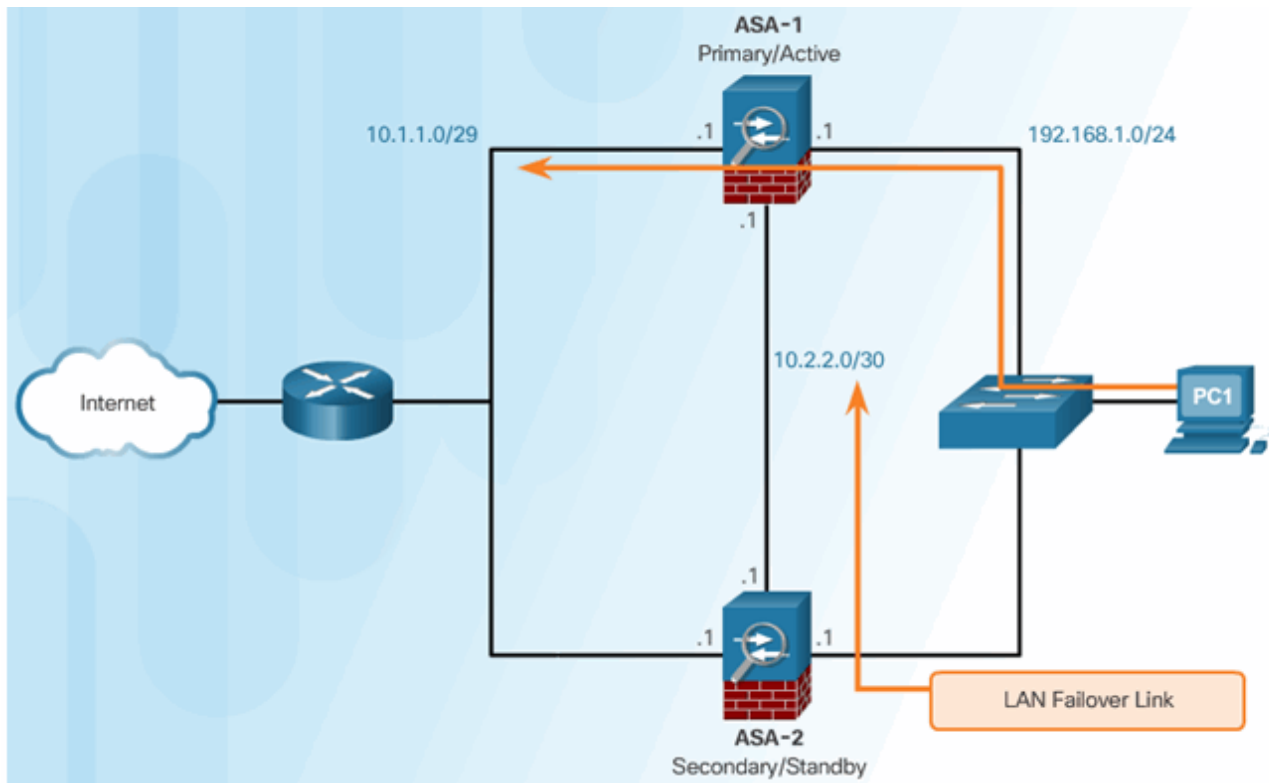 ASA-1
Primary/Active
10.1.1.0/29
.1
.1
192.168.1.0/24
.1
10.2.2.0/30
Internet
PC1
.1
.1
.1
LAN Failover Link
ASA-2
Secondary/Standby